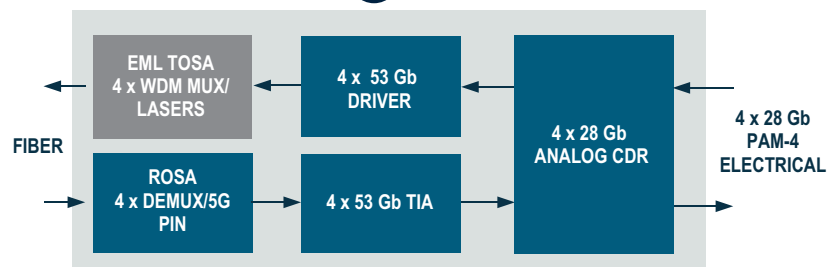 EML TOSA
4 x WDM MUX/
LASERS
4 x 53 Gb
DRIVER
4 x 28 Gb
ANALOG CDR
4 x 28 Gb
PAM-4
ELECTRICAL
FIBER
ROSA
4 x DEMUX/5G
PIN
4 x 53 Gb TIA